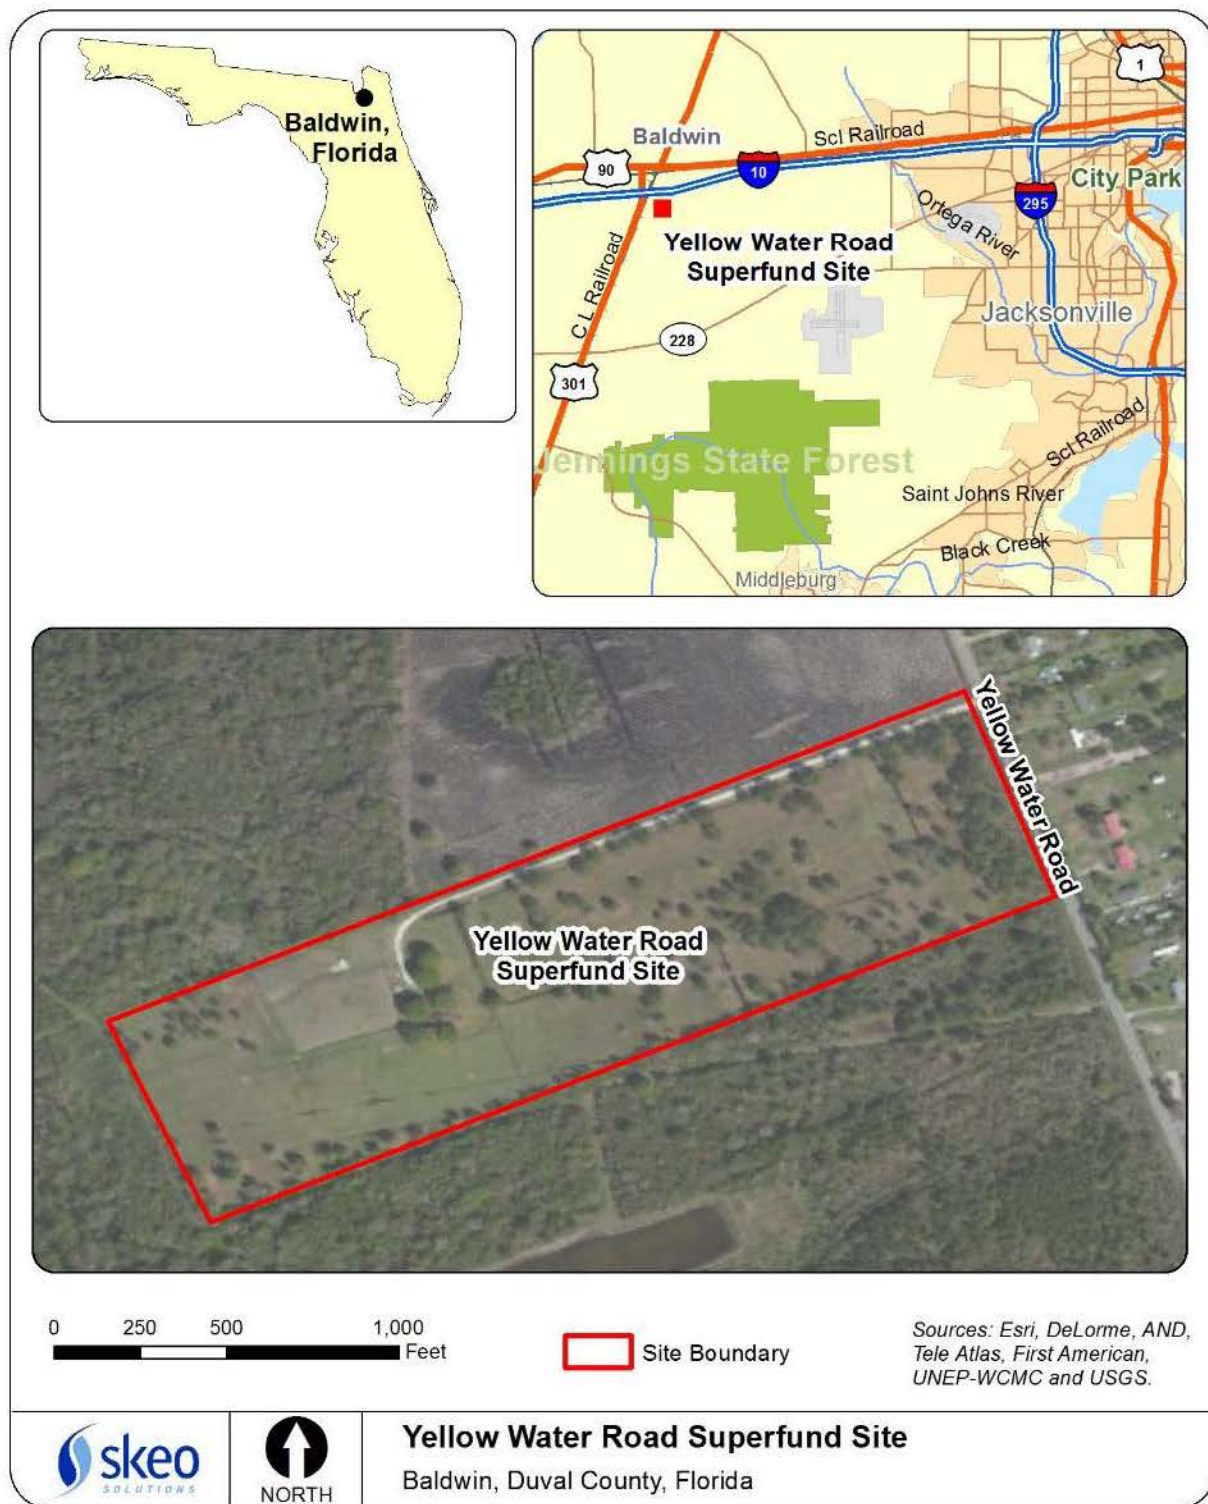 Baldwin,
Florida
1
Scl Railroad
Baldwin
90
10
City Park
295
Ortega River
Yellow Water Road
Superfund Site
C L Railroad
Jacksonville
228
301
Scl Railroad
Jennings State Forest
Saint Johns River
Black Creek
Middleburg
Yellow Water Road
Yellow Water Road
Superfund Site
0 250 500 1,000
Feet
Site Boundary
Sources: Esri, DeLorme, AND,
Tele Atlas, First American,
UNEP-WCMC and USGS.
skeo
SOLUTIONS
NORTH
Yellow Water Road Superfund Site
Baldwin, Duval County, Florida